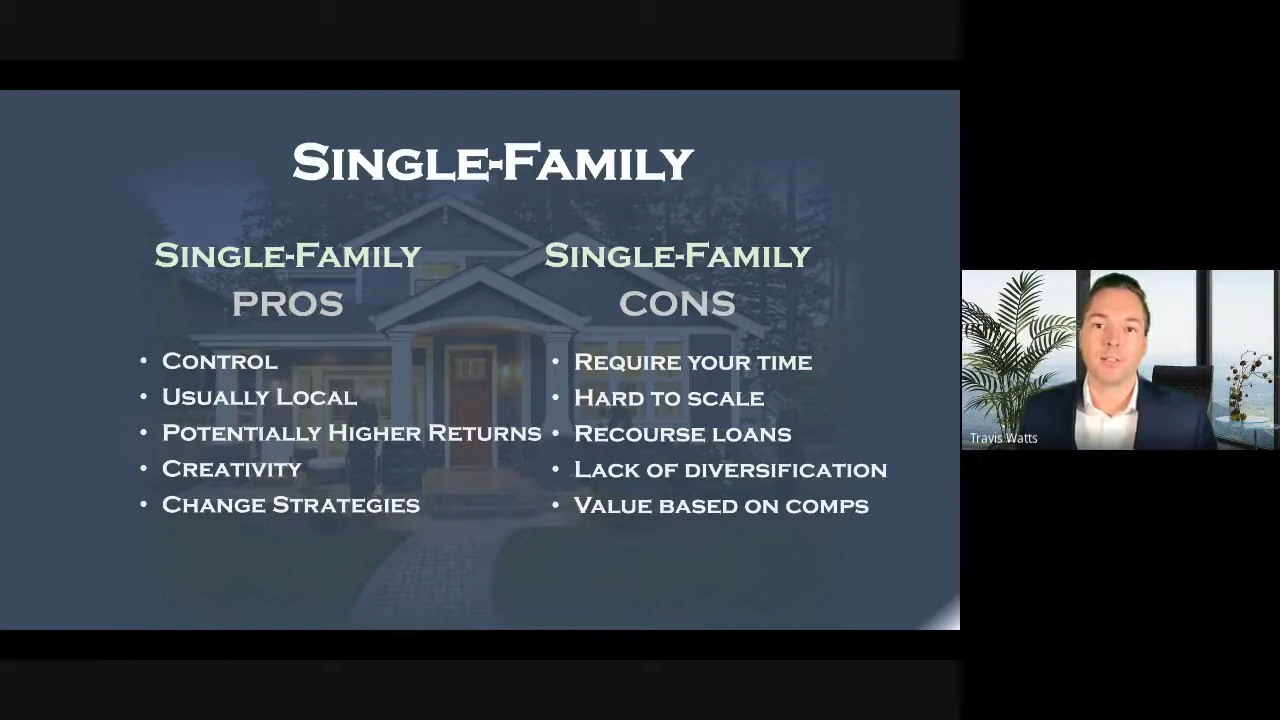 Single-Family
Single-Family
PROS
Control
Usually Local
Potentially Higher Returns
Creativity
Change Strategies
Single-Family
CONS
Require your time
Hard to scale
Recourse loans
Lack of diversification
Value based on comps
Travis Watts